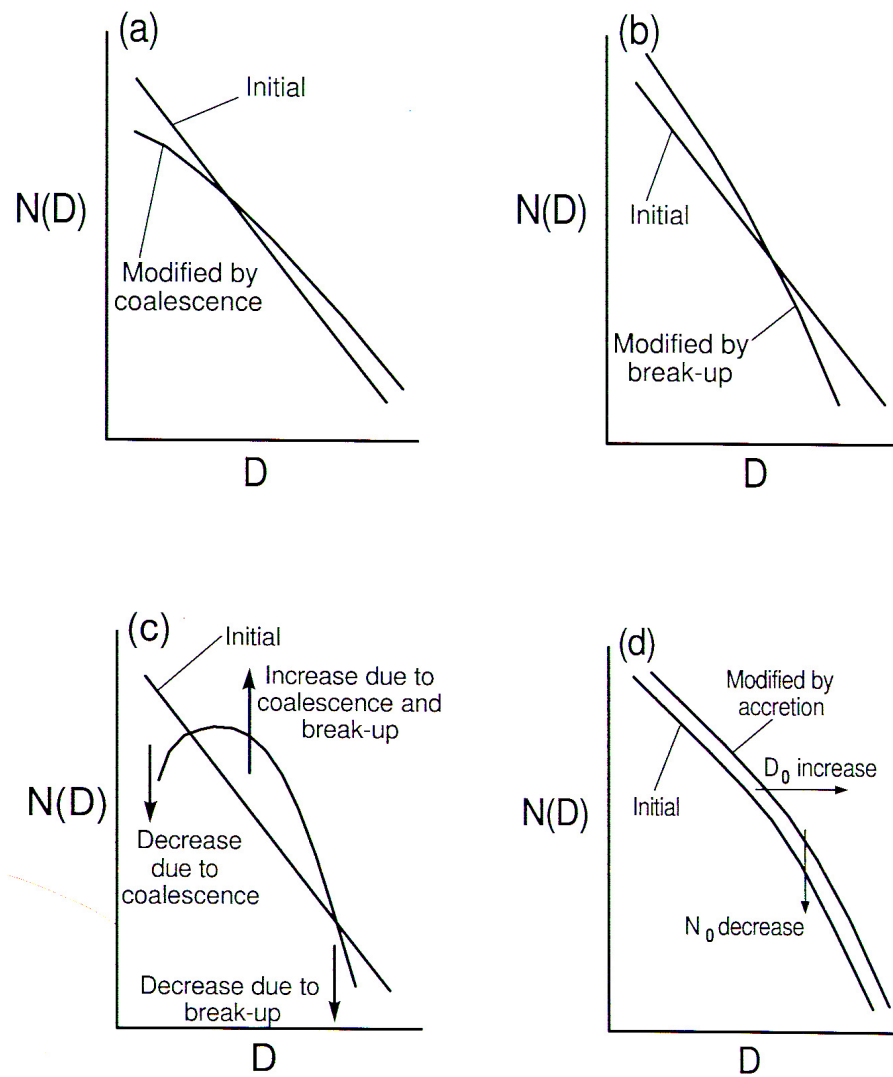 (a)
Initial
N(D)
Modified by
coalescence
D
(b)
N(D)
Initial
Modified by
break-up
D
(c)
Initial
Increase due to
coalescence and
break-up
N(D)
Decrease
due to
coalescence
Decrease due to
break-up
D
(d)
Modified by
accretion
D0 increase
Initial
N(D)
N0 decrease
D